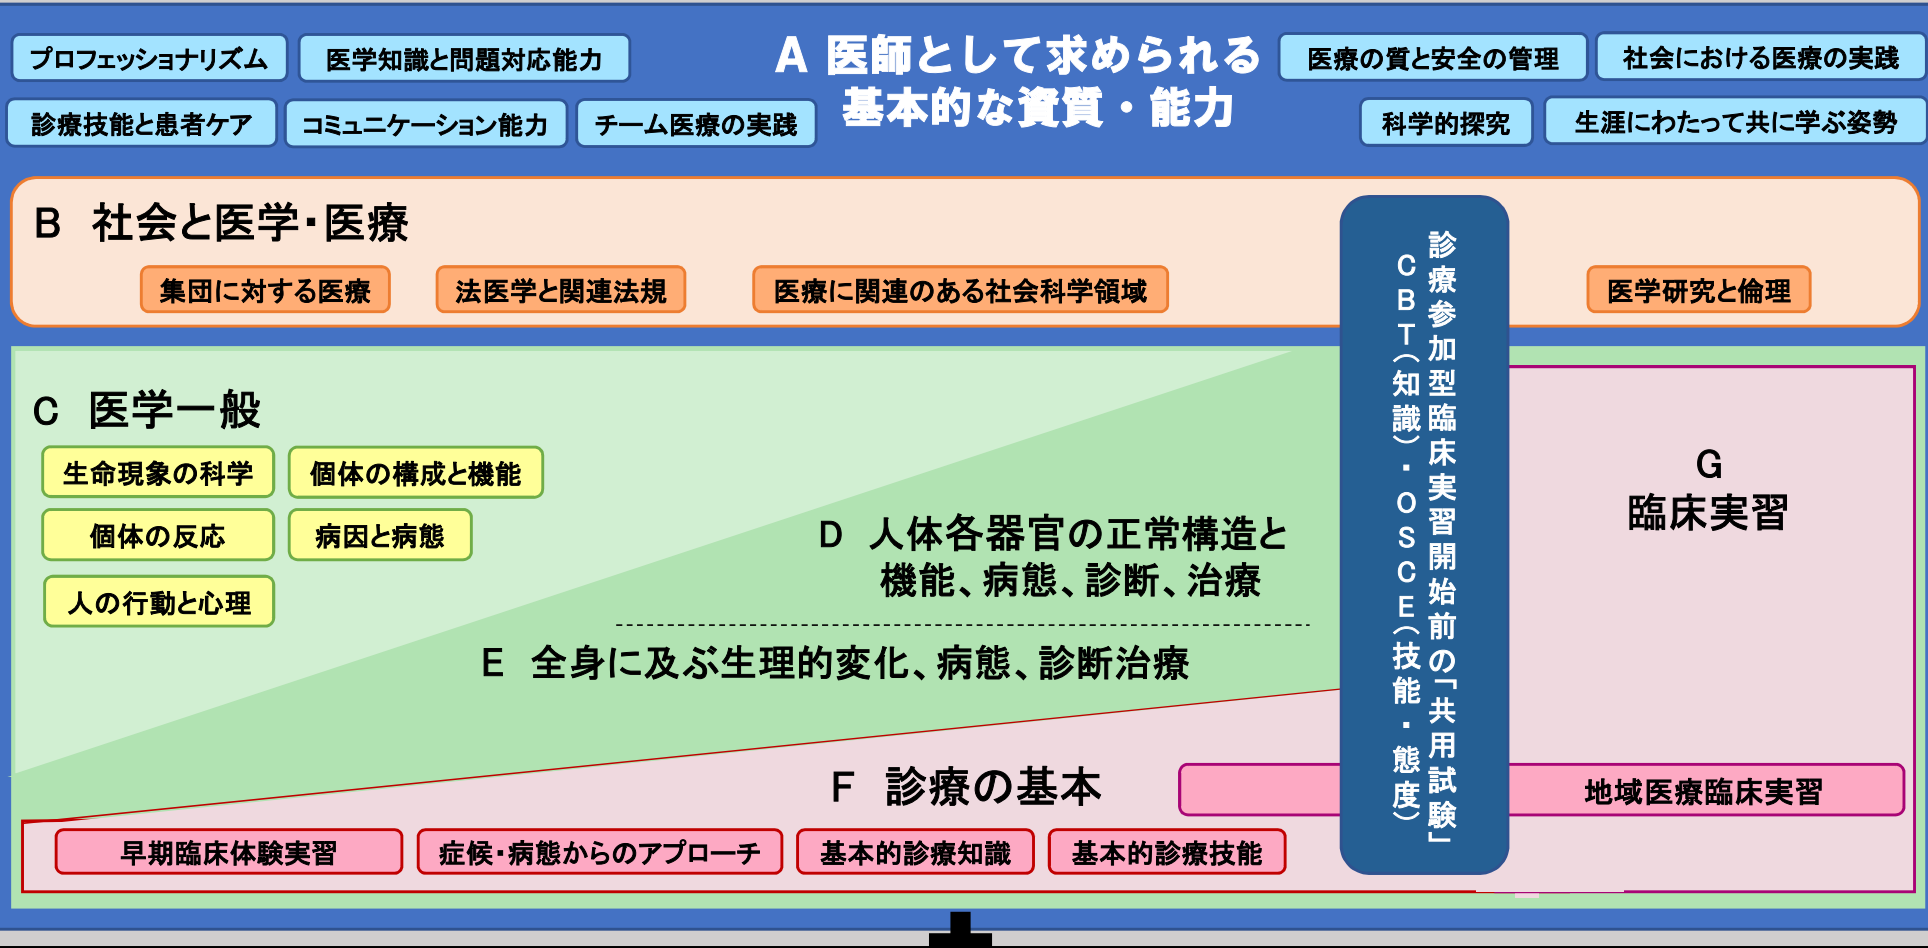 プロフェッショナリズム
医学知識と問題対応能力
診療技能と患者ケア
コミュニケーション能力
チーム医療の実践
A 医師として求められる
基本的な資質・能力
医療の質と安全の管理
社会における医療の実践
科学的探究
生涯にわたって共に学ぶ姿勢
B 社会と医学・医療
集団に対する医療
法医学と関連法規
医療に関連のある社会科学領域
医学研究と倫理
診療参加型臨床実習開始前の「共用試験」
CBT(知識)・OSCE(技能・態度)
C 医学一般
生命現象の科学
個体の構成と機能
個体の反応
病因と病態
人の行動と心理
D 人体各器官の正常構造と
機能、病態、診断、治療
E 全身に及ぶ生理的変化、病態、診断治療
F 診療の基本
早期臨床体験実習
症候・病態からのアプローチ
基本的診療知識
基本的診療技能
G
臨床実習
地域医療臨床実習